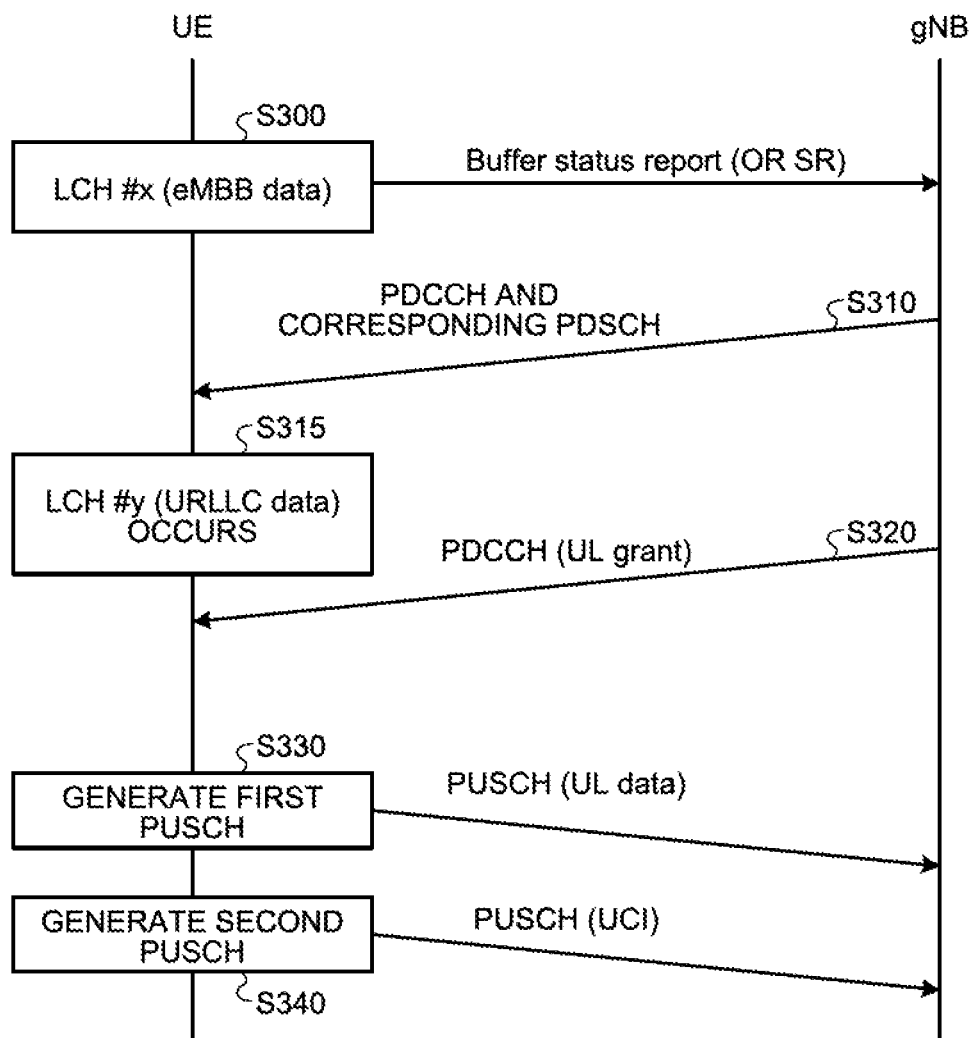 UE
gNB
S300
LCH #x (eMBB data)
Buffer status report (OR SR)
PDCCH AND
CORRESPONDING PDSCH
S310
S315
LCH #y (URLLC data)
OCCURS
PDCCH (UL grant)
S320
S330
GENERATE FIRST
PUSCH
PUSCH (UL data)
GENERATE SECOND
PUSCH
PUSCH (UCI)
S340